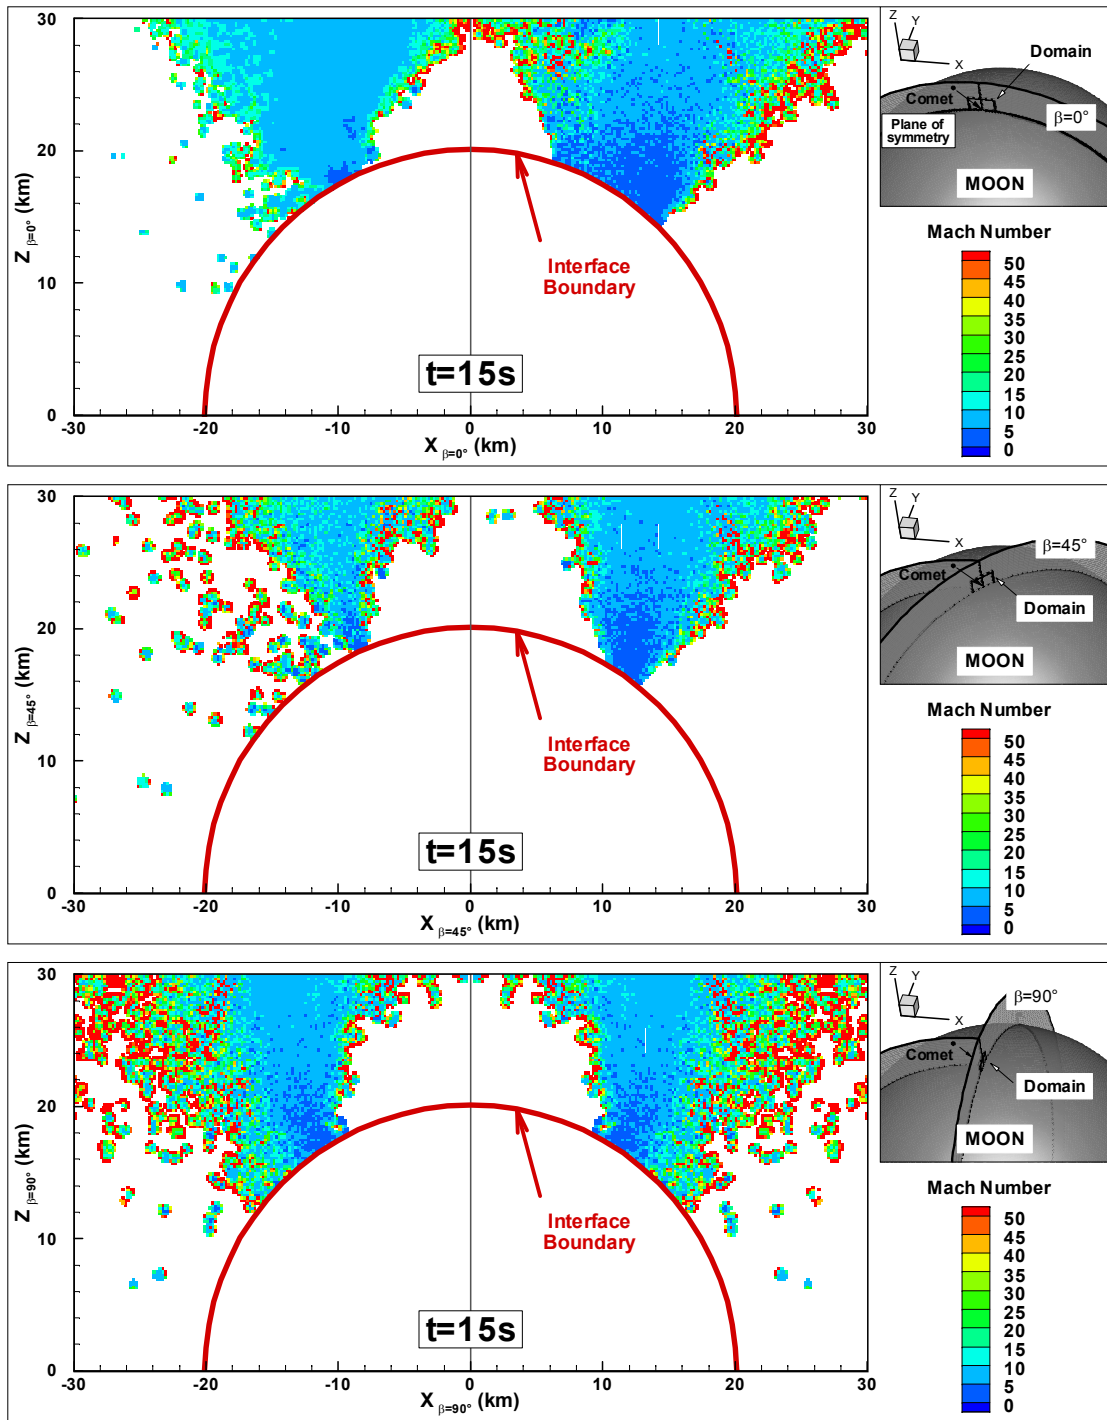 30
20
10
0
Z β=0° (km)
-30
-20
-10
0
10
20
30
X β=0° (km)
Interface
Boundary
t=15s
Z
Y
X
Domain
Comet
β=0°
Plane of
symmetry
MOON
Mach Number
50
45
40
35
30
25
20
15
10
5
0
30
20
10
0
Z β=45° (km)
-30
-20
-10
0
10
20
30
X β=45° (km)
Interface
Boundary
t=15s
Z
Y
X
β=45°
Comet
Domain
MOON
Mach Number
50
45
40
35
30
25
20
15
10
5
0
30
20
10
0
Z β=90° (km)
-30
-20
-10
0
10
20
30
X β=90° (km)
Interface
Boundary
t=15s
Z
Y
X
β=90°
Comet
Domain
MOON
Mach Number
50
45
40
35
30
25
20
15
10
5
0